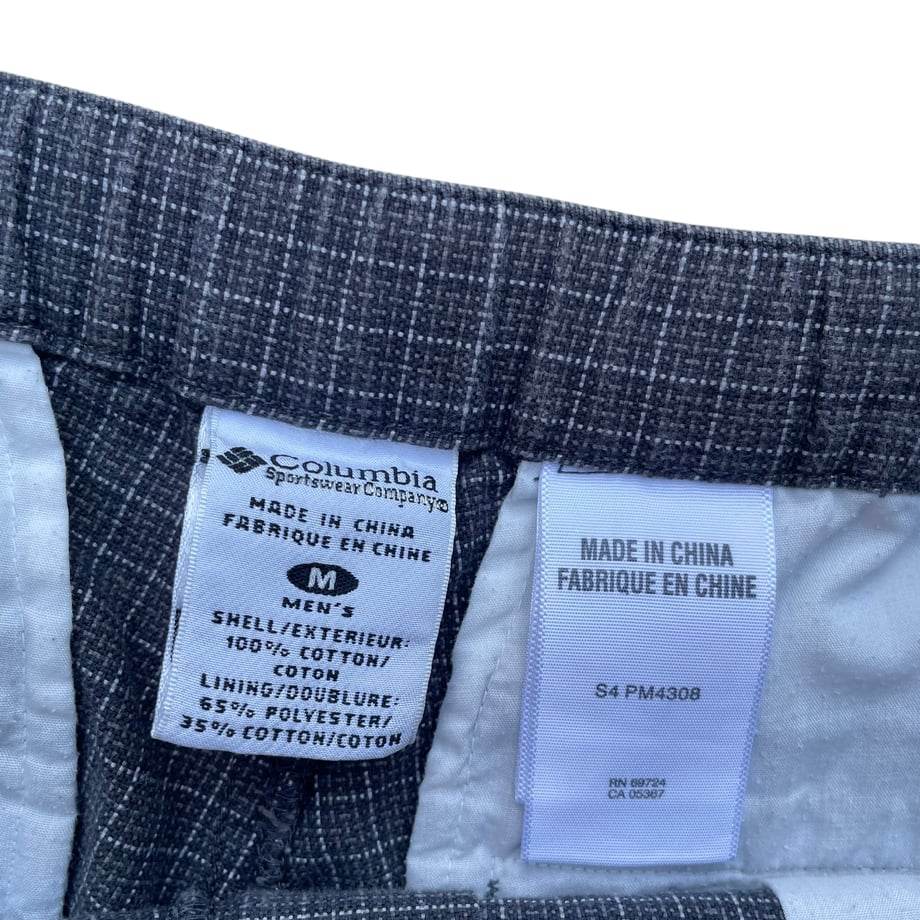 Columbia
Sportswear Company®
MADE IN CHINA
FABRIQUE EN CHINE
M
MEN'S
SHELL/EXTERIEUR:
100% COTTON/
COTON
LINING/DOUBLURE:
65% POLYESTER/
35% COTTON/COTON
MADE IN CHINA
FABRIQUE EN CHINE
S4 PM4308
RN 69724
CA 05367